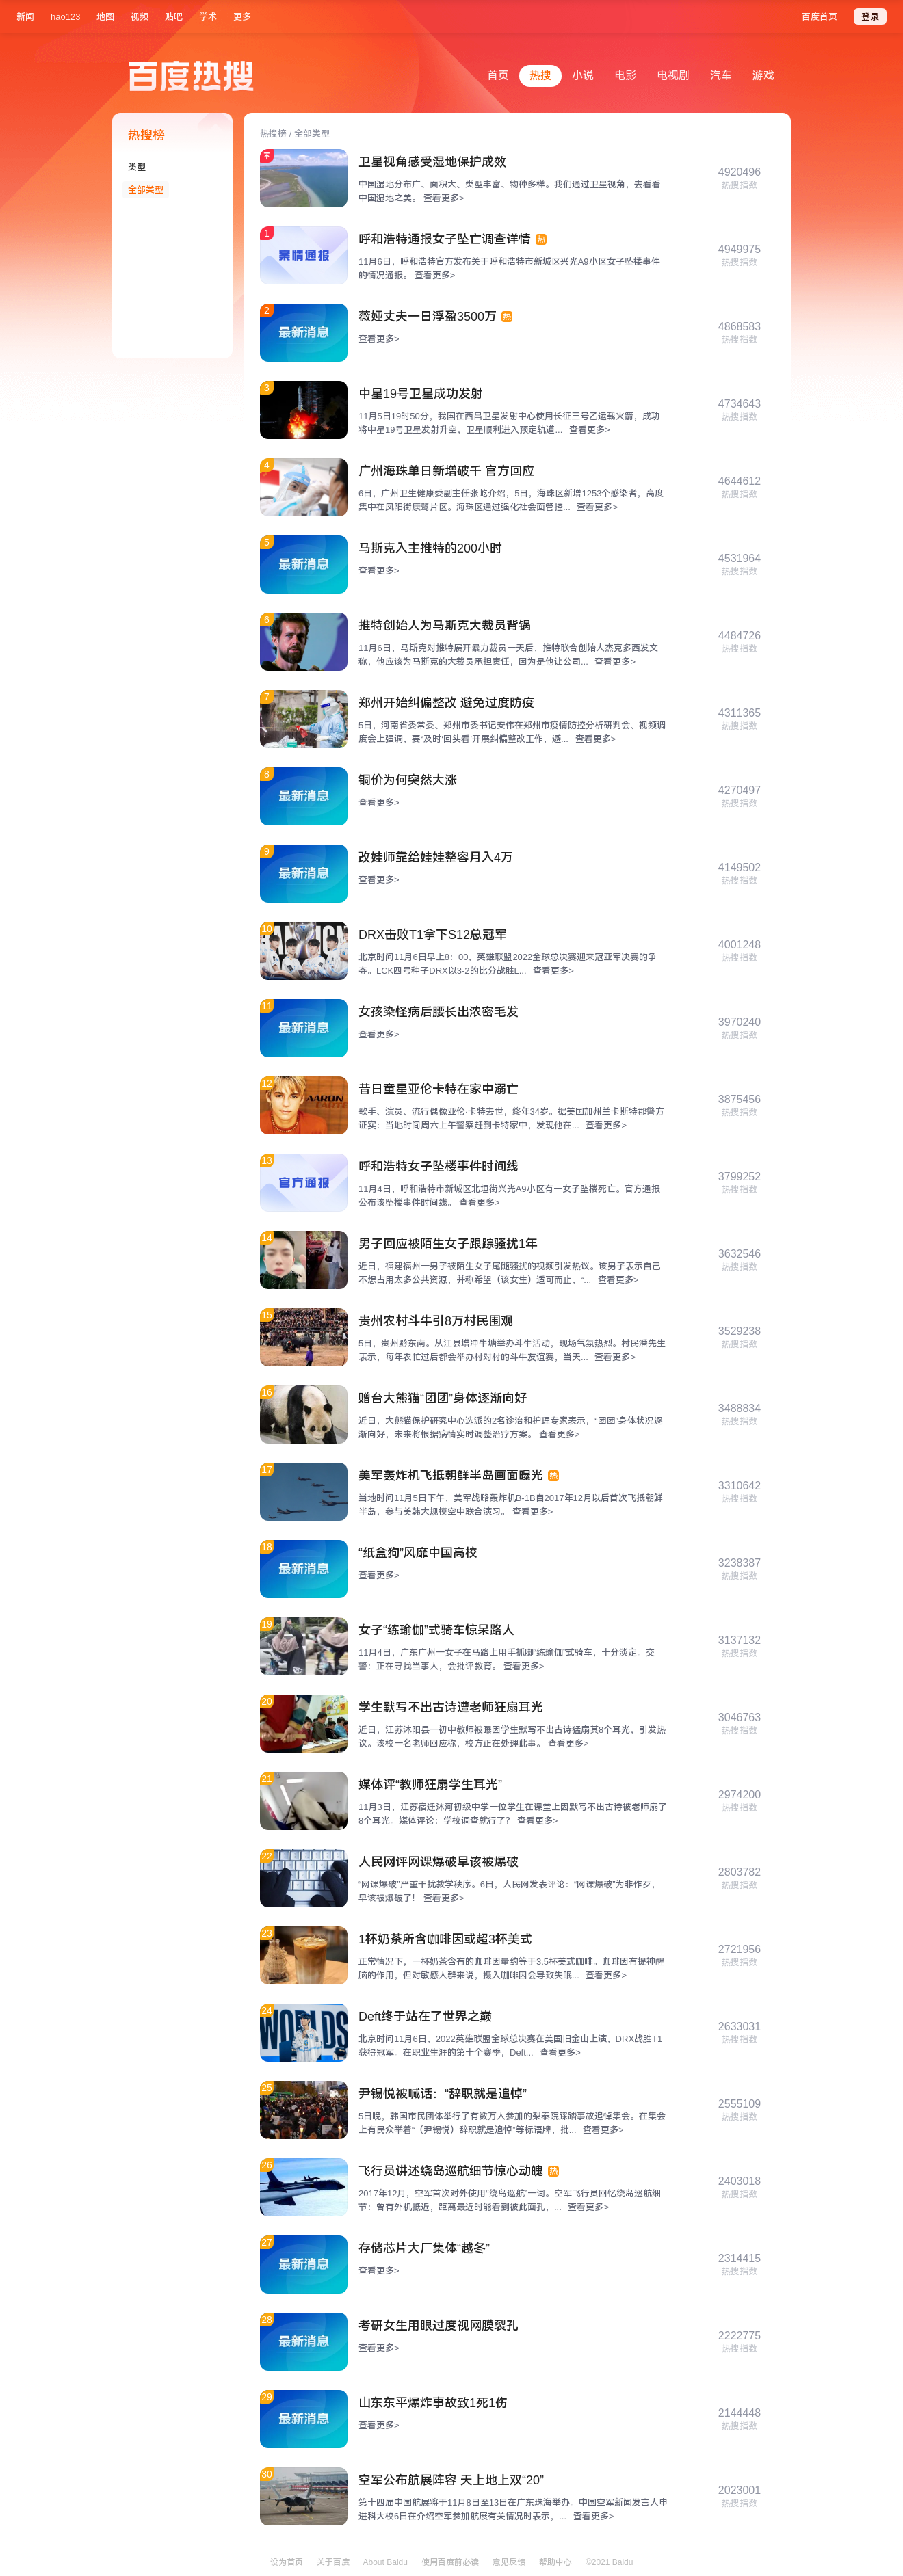 新闻 hao123 地图 视频 贴吧 学术 更多 百度首页 登录
百度热搜
首页 热搜 小说 电影 电视剧 汽车 游戏
热搜榜
类型
全部类型
热搜榜 / 全部类型
卫星视角感受湿地保护成效
中国湿地分布广、面积大、类型丰富、物种多样。我们通过卫星视角，去看看
中国湿地之美。 查看更多>
4920496
热搜指数
1
案情通报
呼和浩特通报女子坠亡调查详情 热
11月6日，呼和浩特官方发布关于呼和浩特市新城区兴光A9小区女子坠楼事件
的情况通报。 查看更多>
4949975
热搜指数
2
最新消息
薇娅丈夫一日浮盈3500万 热
查看更多>
4868583
热搜指数
3
中星19号卫星成功发射
11月5日19时50分，我国在西昌卫星发射中心使用长征三号乙运载火箭，成功
将中星19号卫星发射升空，卫星顺利进入预定轨道... 查看更多>
4734643
热搜指数
4
广州海珠单日新增破千 官方回应
6日，广州卫生健康委副主任张屹介绍，5日，海珠区新增1253个感染者，高度
集中在凤阳街康鹭片区。海珠区通过强化社会面管控... 查看更多>
4644612
热搜指数
5
最新消息
马斯克入主推特的200小时
查看更多>
4531964
热搜指数
6
推特创始人为马斯克大裁员背锅
11月6日，马斯克对推特展开暴力裁员一天后，推特联合创始人杰克多西发文
称，他应该为马斯克的大裁员承担责任，因为是他让公司... 查看更多>
4484726
热搜指数
7
郑州开始纠偏整改 避免过度防疫
5日，河南省委常委、郑州市委书记安伟在郑州市疫情防控分析研判会、视频调
度会上强调，要“及时‘回头看’开展纠偏整改工作，避... 查看更多>
4311365
热搜指数
8
最新消息
铜价为何突然大涨
查看更多>
4270497
热搜指数
9
最新消息
改娃师靠给娃娃整容月入4万
查看更多>
4149502
热搜指数
10
DRX击败T1拿下S12总冠军
北京时间11月6日早上8：00，英雄联盟2022全球总决赛迎来冠亚军决赛的争
夺。LCK四号种子DRX以3-2的比分战胜L... 查看更多>
4001248
热搜指数
11
最新消息
女孩染怪病后腰长出浓密毛发
查看更多>
3970240
热搜指数
12
AARON
昔日童星亚伦卡特在家中溺亡
歌手、演员、流行偶像亚伦·卡特去世，终年34岁。据美国加州兰卡斯特郡警方
证实：当地时间周六上午警察赶到卡特家中，发现他在... 查看更多>
3875456
热搜指数
13
官方通报
呼和浩特女子坠楼事件时间线
11月4日，呼和浩特市新城区北垣街兴光A9小区有一女子坠楼死亡。官方通报
公布该坠楼事件时间线。 查看更多>
3799252
热搜指数
14
男子回应被陌生女子跟踪骚扰1年
近日，福建福州一男子被陌生女子尾随骚扰的视频引发热议。该男子表示自己
不想占用太多公共资源，并称希望（该女生）适可而止，“... 查看更多>
3632546
热搜指数
15
贵州农村斗牛引8万村民围观
5日，贵州黔东南。从江县增冲牛塘举办斗牛活动，现场气氛热烈。村民潘先生
表示，每年农忙过后都会举办村对村的斗牛友谊赛，当天... 查看更多>
3529238
热搜指数
16
赠台大熊猫“团团”身体逐渐向好
近日，大熊猫保护研究中心选派的2名诊治和护理专家表示，“团团”身体状况逐
渐向好，未来将根据病情实时调整治疗方案。 查看更多>
3488834
热搜指数
17
美军轰炸机飞抵朝鲜半岛画面曝光 热
当地时间11月5日下午，美军战略轰炸机B-1B自2017年12月以后首次飞抵朝鲜
半岛，参与美韩大规模空中联合演习。 查看更多>
3310642
热搜指数
18
最新消息
“纸盒狗”风靡中国高校
查看更多>
3238387
热搜指数
19
女子“练瑜伽”式骑车惊呆路人
11月4日，广东广州一女子在马路上用手抓脚“练瑜伽”式骑车，十分淡定。交
警：正在寻找当事人，会批评教育。 查看更多>
3137132
热搜指数
20
学生默写不出古诗遭老师狂扇耳光
近日，江苏沭阳县一初中教师被曝因学生默写不出古诗猛扇其8个耳光，引发热
议。该校一名老师回应称，校方正在处理此事。 查看更多>
3046763
热搜指数
21
媒体评“教师狂扇学生耳光”
11月3日，江苏宿迁沐河初级中学一位学生在课堂上因默写不出古诗被老师扇了
8个耳光。媒体评论：学校调查就行了？ 查看更多>
2974200
热搜指数
22
人民网评网课爆破早该被爆破
“网课爆破”严重干扰教学秩序。6日，人民网发表评论：“网课爆破”为非作歹，
早该被爆破了！ 查看更多>
2803782
热搜指数
23
1杯奶茶所含咖啡因或超3杯美式
正常情况下，一杯奶茶含有的咖啡因量约等于3.5杯美式咖啡。咖啡因有提神醒
脑的作用，但对敏感人群来说，摄入咖啡因会导致失眠... 查看更多>
2721956
热搜指数
24
WORLDS
Deft终于站在了世界之巅
北京时间11月6日，2022英雄联盟全球总决赛在美国旧金山上演，DRX战胜T1
获得冠军。在职业生涯的第十个赛季，Deft... 查看更多>
2633031
热搜指数
25
尹锡悦被喊话：“辞职就是追悼”
5日晚，韩国市民团体举行了有数万人参加的梨泰院踩踏事故追悼集会。在集会
上有民众举着“（尹锡悦）辞职就是追悼”等标语牌，批... 查看更多>
2555109
热搜指数
26
飞行员讲述绕岛巡航细节惊心动魄 热
2017年12月，空军首次对外使用“绕岛巡航”一词。空军飞行员回忆绕岛巡航细
节：曾有外机抵近，距离最近时能看到彼此面孔，... 查看更多>
2403018
热搜指数
27
最新消息
存储芯片大厂集体“越冬”
查看更多>
2314415
热搜指数
28
最新消息
考研女生用眼过度视网膜裂孔
查看更多>
2222775
热搜指数
29
最新消息
山东东平爆炸事故致1死1伤
查看更多>
2144448
热搜指数
30
空军公布航展阵容 天上地上双“20”
第十四届中国航展将于11月8日至13日在广东珠海举办。中国空军新闻发言人申
进科大校6日在介绍空军参加航展有关情况时表示，... 查看更多>
2023001
热搜指数
设为首页 关于百度 About Baidu 使用百度前必读 意见反馈 帮助中心 ©2021 Baidu